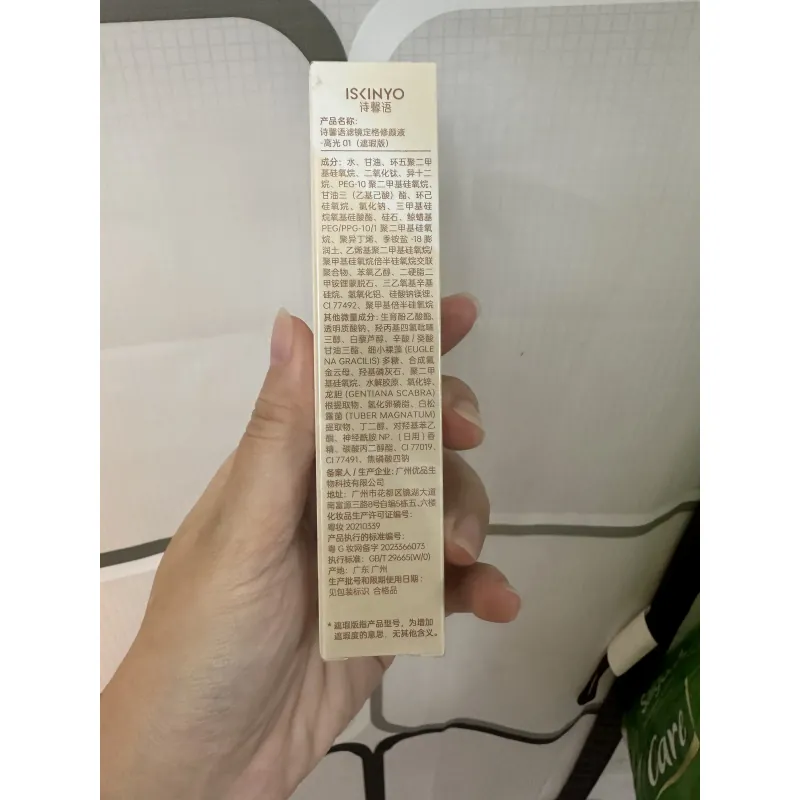 ISKINYO
诗馨语
产品名称:
诗馨语滤镜定格修颜液
-高光 01（遮瑕版）
成分：水、甘油、环五聚二甲
基硅氧烷、二氧化钛、异十二
烷、PEG-10 聚二甲基硅氧烷、
甘油三（乙基己酸）酯、环己
硅氧烷、氯化钠、三甲基硅
烷氧基硅酸酯、硅石、鲸蜡基
PEG/PPG-10/1 聚二甲基硅氧
烷、聚异丁烯、季铵盐 -18 膨
润土、乙烯基聚二甲基硅氧烷/
聚甲基硅氧烷倍半硅氧烷交联
聚合物、苯氧乙醇、二硬脂二
甲铵锂蒙脱石、三乙氧基辛基
硅烷、氢氧化铝、硅酸钠镁锂、
CI 77492、聚甲基倍半硅氧烷
其他微量成分：生育酚乙酸酯、
透明质酸钠、羟丙基四氢吡喃
三醇、白藜芦醇、辛酸 / 癸酸
甘油三酯、细小裸藻 (EUGLE
NA GRACILIS) 多糖、合成氟
金云母、羟基磷灰石、聚二甲
基硅氧烷、水解胶原、氧化锌、
龙胆 (GENTIANA SCABRA)
根提取物、氢化卵磷脂、白松
露菌 (TUBER MAGNATUM)
提取物、丁二醇、对羟基苯乙
酮、神经酰胺 NP、(日用) 香
精、碳酸丙二醇酯、CI 77019、
CI 77491、焦磷酸四钠
备案人 / 生产企业：广州优品生
物科技有限公司
地址：广州市花都区镜湖大道
南富源三路8号自编5栋五、六楼
化妆品生产许可证编号：
粤妆 20210339
产品执行的标准编号：
粤 G 妆网备字 2023366073
执行标准：GB/T 29665(W/O)
产地：广东 广州
生产批号和限期使用日期：
见包装标识 合格品
* 遮瑕版指产品型号，为增加
遮瑕度的意思，无其他含义。
Care